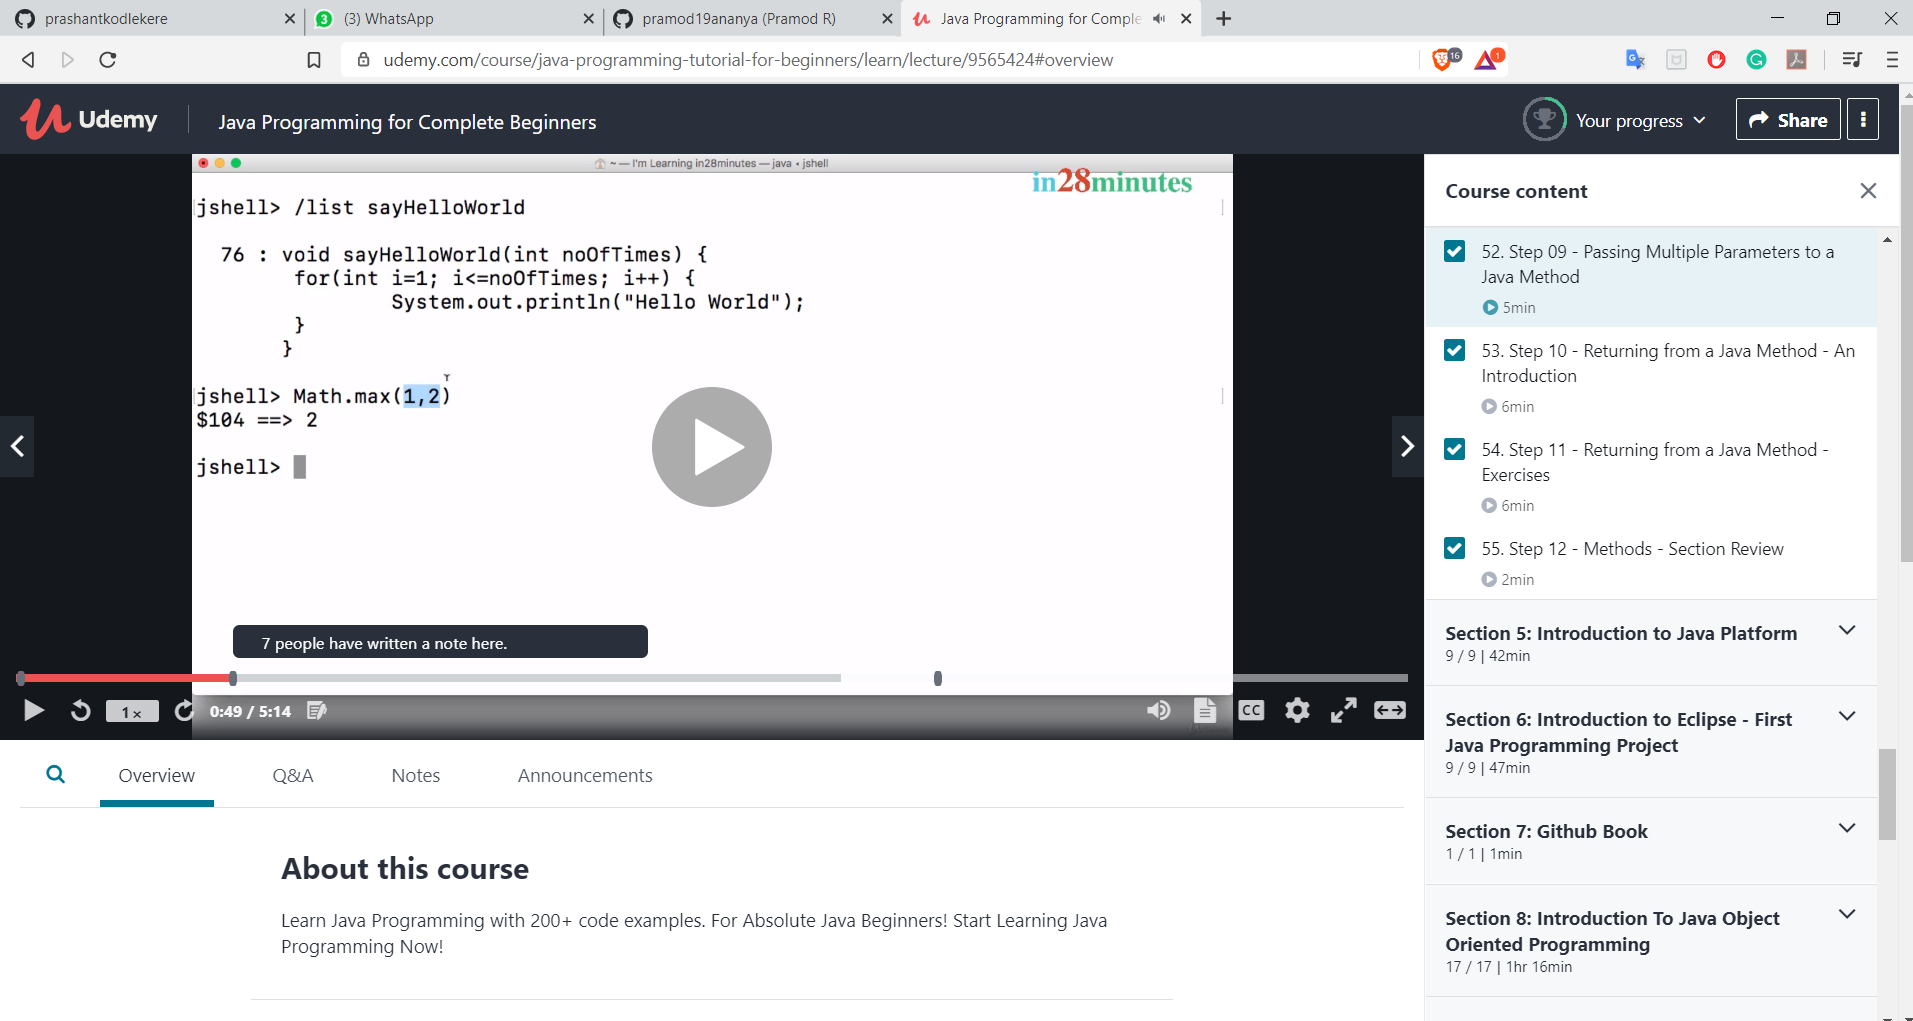 prashantkodlekere
3
(3) WhatsApp
pramod19ananya (Pramod R)
Java Programming for Comple
udemy.com/course/java-programming-tutorial-for-beginners/learn/lecture/9565424#overview
16
1
Udemy
Java Programming for Complete Beginners
Your progress
Share
~ — I'm Learning in28minutes — java ‹ jshell
in28minutes
jshell> /list sayHelloWorld
76 : void sayHelloWorld(int noOfTimes) {
for(int i=1; i<=noOfTimes; i++) {
System.out.println("Hello World");
}
}
jshell> Math.max(1,2)
$104 ==> 2
jshell>
7 people have written a note here.
1x
0:49 / 5:14
CC
Overview
Q&A
Notes
Announcements
About this course
Learn Java Programming with 200+ code examples. For Absolute Java Beginners! Start Learning Java
Programming Now!
Course content
52. Step 09 - Passing Multiple Parameters to a
Java Method
5min
53. Step 10 - Returning from a Java Method - An
Introduction
6min
54. Step 11 - Returning from a Java Method -
Exercises
6min
55. Step 12 - Methods - Section Review
2min
Section 5: Introduction to Java Platform
9 / 9 | 42min
Section 6: Introduction to Eclipse - First
Java Programming Project
9 / 9 | 47min
Section 7: Github Book
1 / 1 | 1min
Section 8: Introduction To Java Object
Oriented Programming
17 / 17 | 1hr 16min